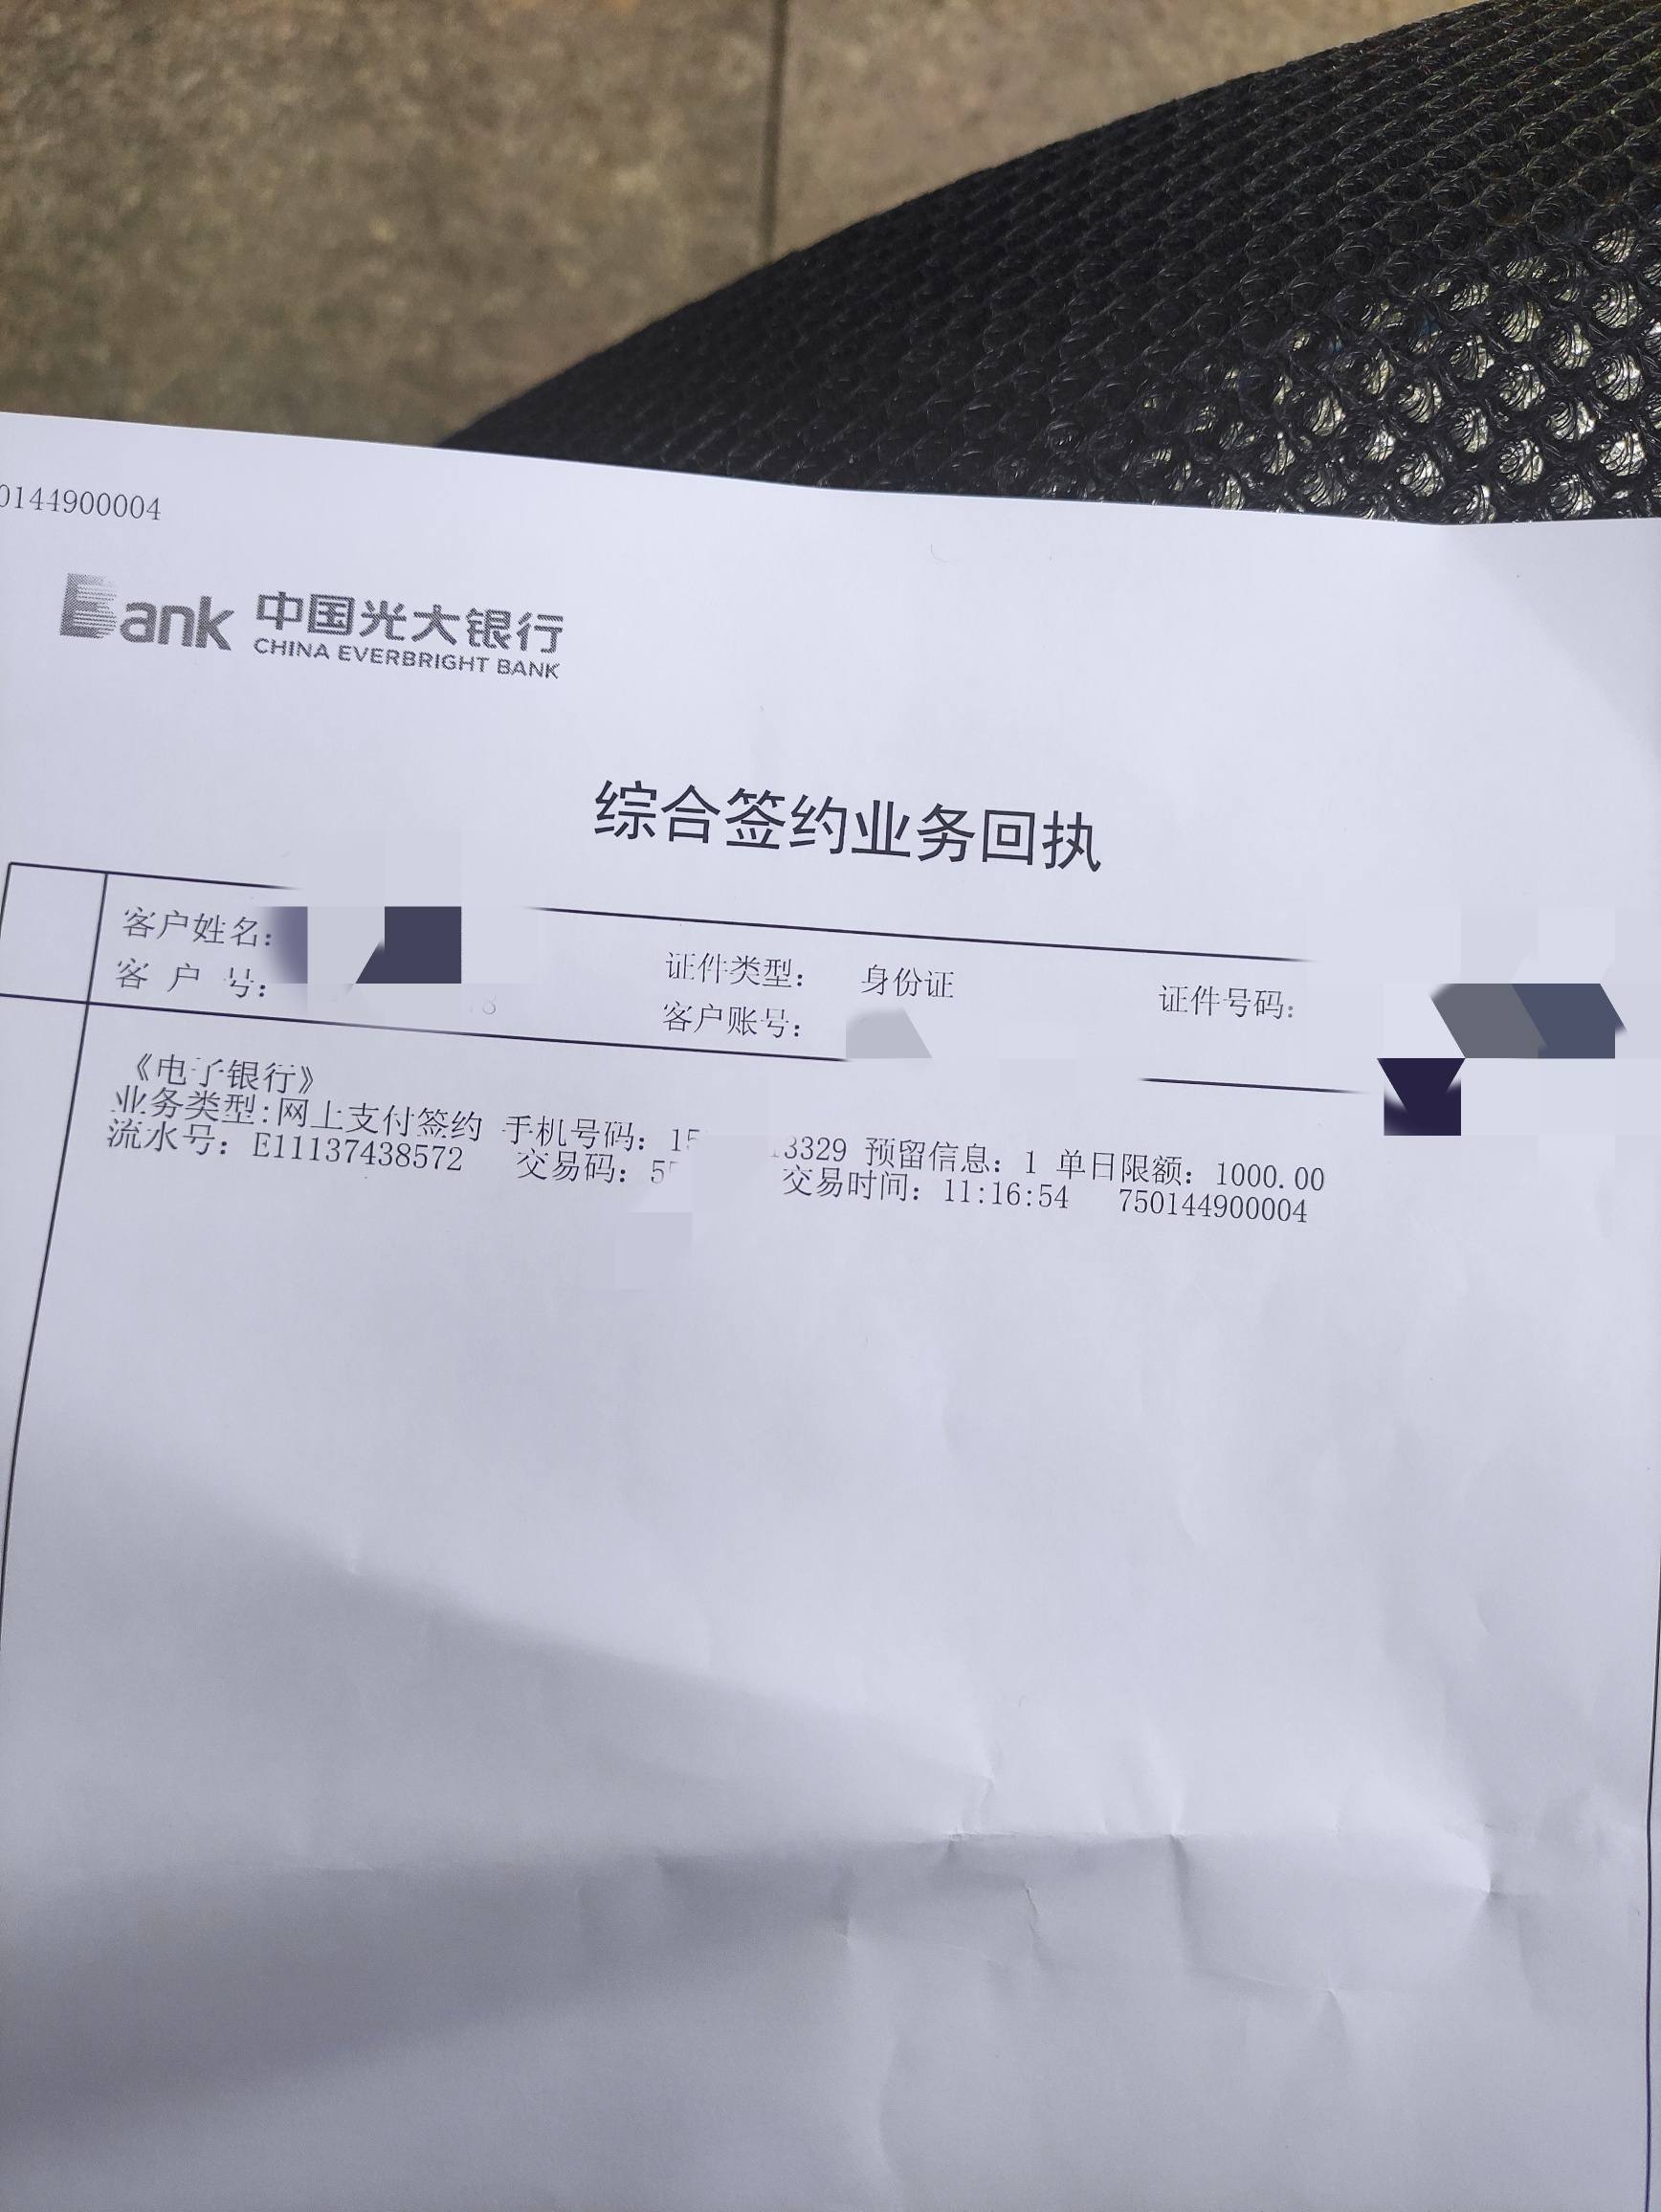 0144900004
Bank 中国光大银行
CHINA EVERBRIGHT BANK
综合签约业务回执
客户姓名: 证件类型: 身份证 证件号码:
客 户 号: 8 客户账号:
《电子银行》
业务类型:网上支付签约 手机号码: 15 3329 预留信息: 1 单日限额: 1000.00
流水号: E11137438572 交易码: 5 交易时间: 11:16:54 750144900004